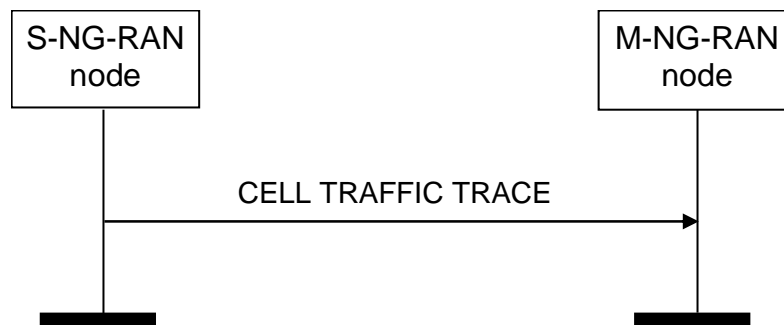 S-NG-RAN
node
M-NG-RAN
node
CELL TRAFFIC TRACE